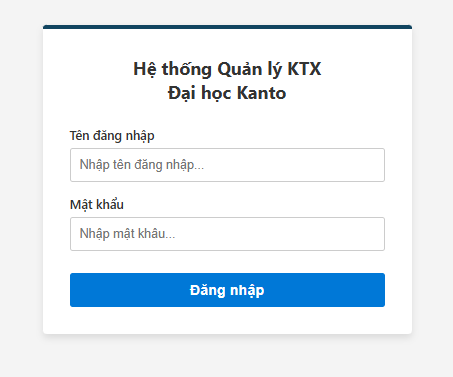 Hệ thống Quản lý KTX
Đại học Kanto
Tên đăng nhập
Nhập tên đăng nhập...
Mật khẩu
Nhập mật khẩu...
Đăng nhập